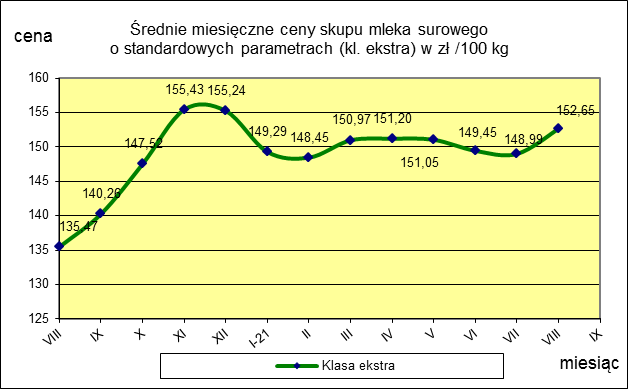 Średnie miesięczne ceny skupu mleka surowego
o standardowych parametrach (kl. ekstra) w zł /100 kg
cena
160
155
150
145
140
135
130
125
135,47
140,26
147,52
155,43
155,24
149,29
148,45
150,97
151,20
151,05
149,45
148,99
152,65
VIII
IX
X
XI
XII
I-21
II
III
IV
V
VI
VII
VIII
IX
miesiąc
Klasa ekstra